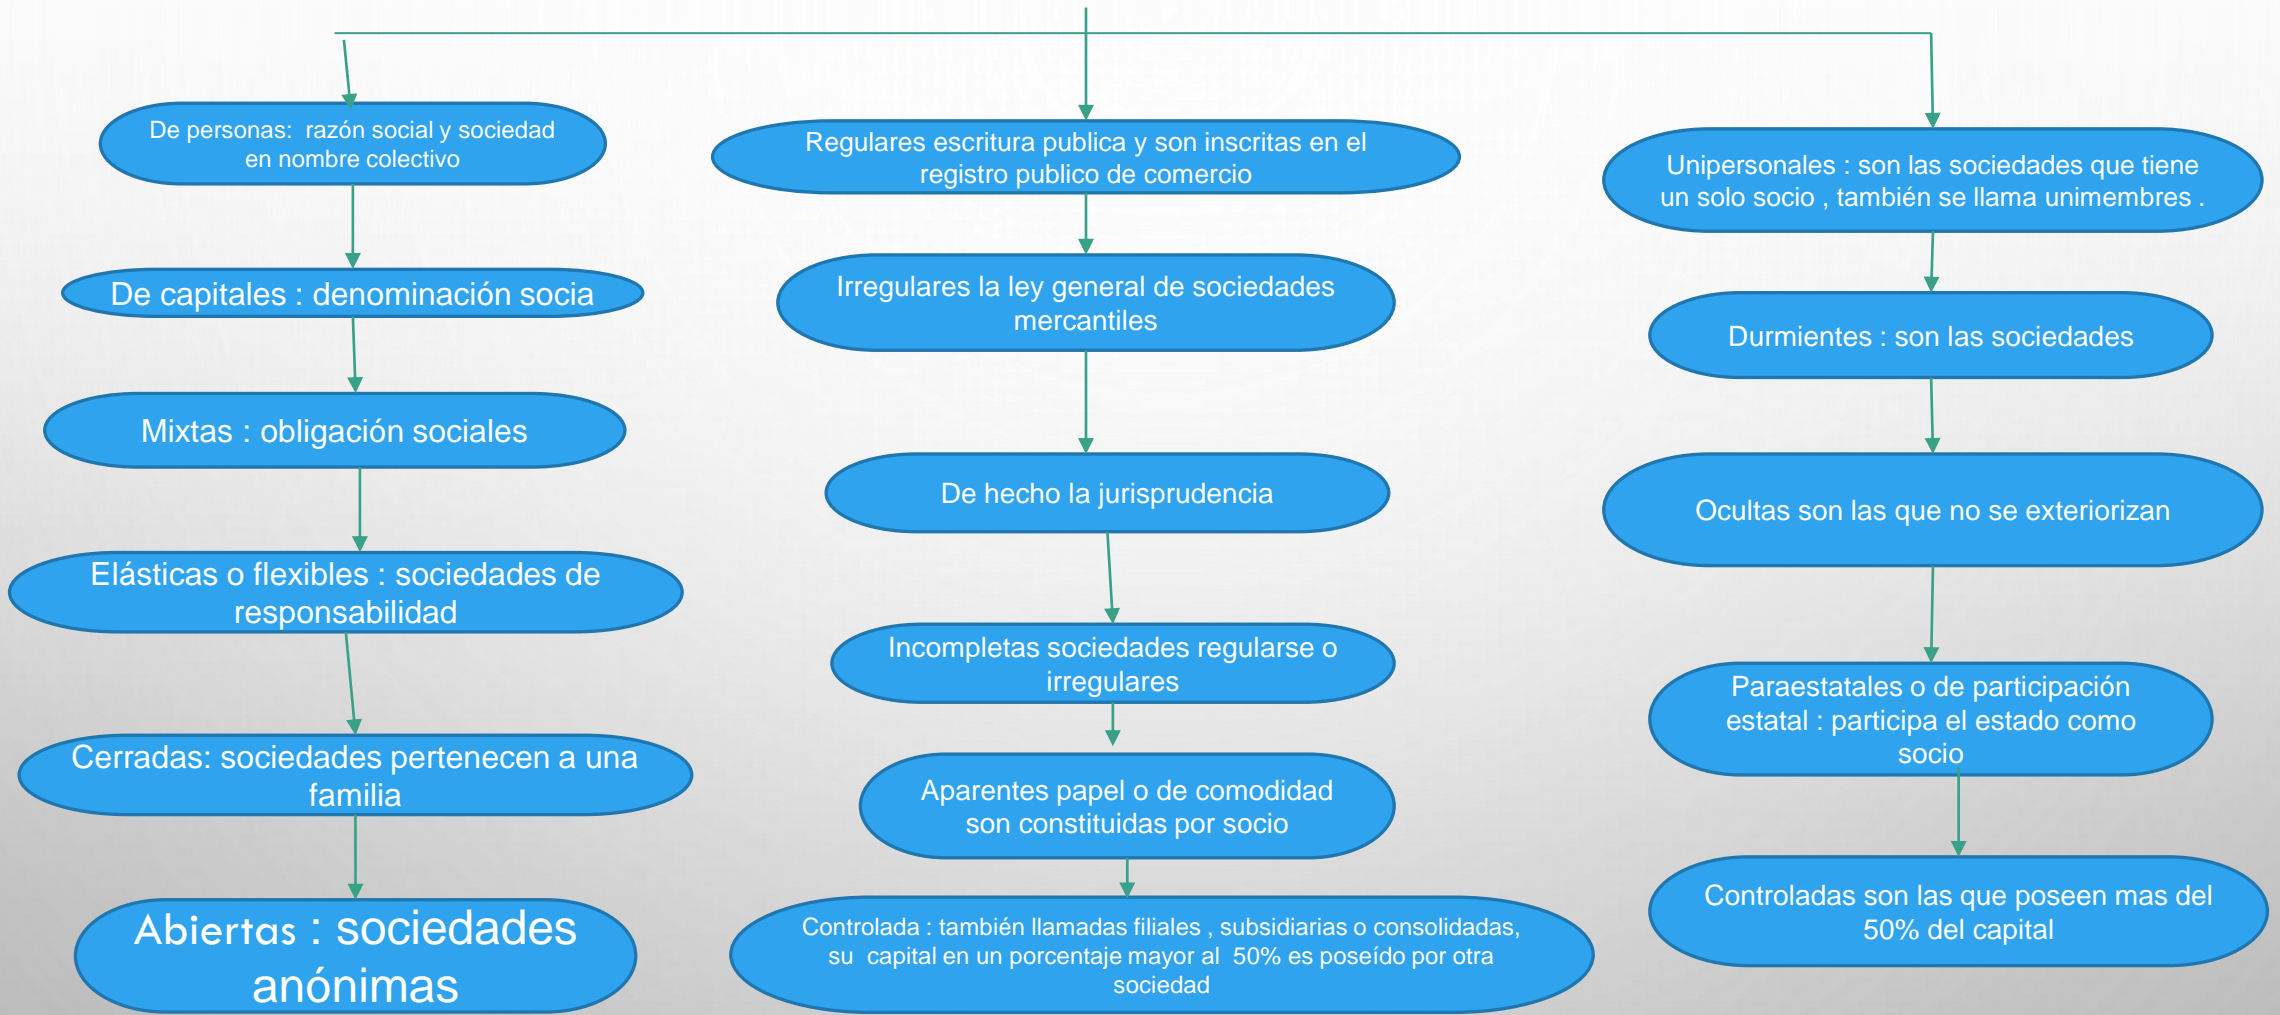 De personas:  razón social y sociedad
en nombre colectivo
De capitales : denominación socia
Mixtas : obligación sociales
Elásticas o flexibles : sociedades de
responsabilidad
Cerradas: sociedades pertenecen a una
familia
Abiertas : sociedades
anónimas
Regulares escritura publica y son inscritas en el
registro publico de comercio
Irregulares la ley general de sociedades
mercantiles
De hecho la jurisprudencia
Incompletas sociedades regularse o
irregulares
Aparentes papel o de comodidad
son constituidas por socio
Controlada : también llamadas filiales , subsidiarias o consolidadas,
su  capital en un porcentaje mayor al  50% es poseído por otra
sociedad
Unipersonales : son las sociedades que tiene
un solo socio , también se llama unimembres .
Durmientes : son las sociedades
Ocultas son las que no se exteriorizan
Paraestatales o de participación
estatal : participa el estado como
socio
Controladas son las que poseen mas del
50% del capital